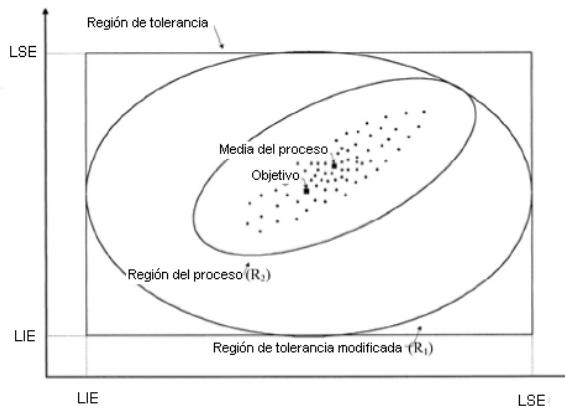 Región de tolerancia
LSE
Media del proceso
Objetivo
Región del proceso (R₂)
LIE
Región de tolerancia modificada (R₁)
LIE
LSE